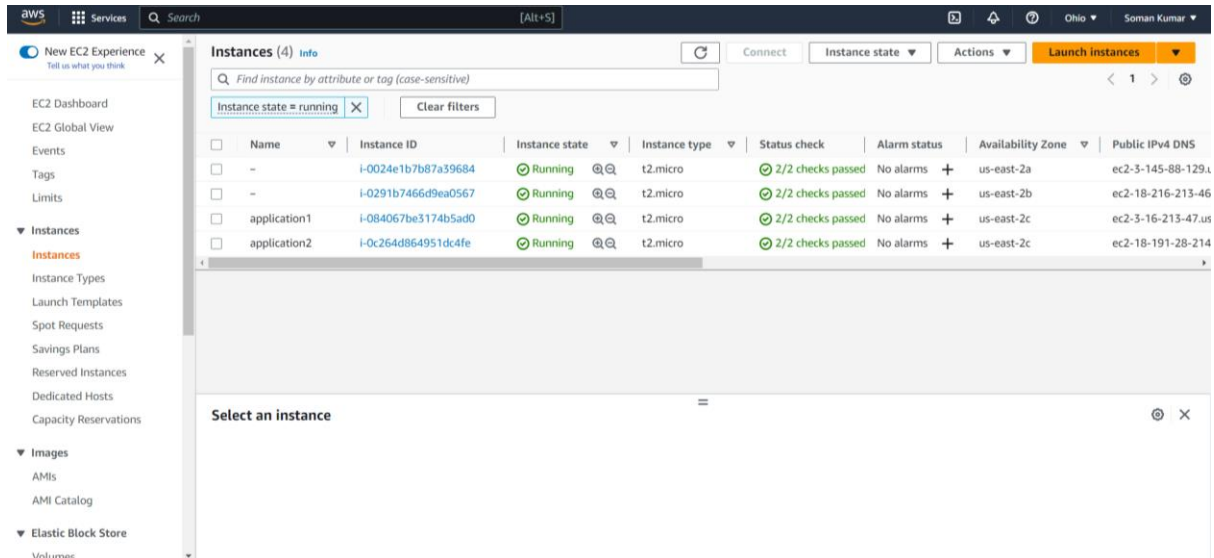 aws Services Search [Alt+S] Ohio Soman Kumar
New EC2 Experience
Tell us what you think
EC2 Dashboard
EC2 Global View
Events
Tags
Limits
Instances
Instances
Instance Types
Launch Templates
Spot Requests
Savings Plans
Reserved Instances
Dedicated Hosts
Capacity Reservations
Images
AMIs
AMI Catalog
Elastic Block Store
Volumes
Instances (4) Info Connect Instance state Actions Launch instances
Find instance by attribute or tag (case-sensitive) 1
Instance state = running Clear filters
Name Instance ID Instance state Instance type Status check Alarm status Availability Zone Public IPv4 DNS
– i-0024e1b7b87a39684 Running t2.micro 2/2 checks passed No alarms + us-east-2a ec2-3-145-88-129.u
– i-0291b7466d9ea0567 Running t2.micro 2/2 checks passed No alarms + us-east-2b ec2-18-216-213-46
application1 i-084067be3174b5ad0 Running t2.micro 2/2 checks passed No alarms + us-east-2c ec2-3-16-213-47.us
application2 i-0c264d864951dc4fe Running t2.micro 2/2 checks passed No alarms + us-east-2c ec2-18-191-28-214
Select an instance